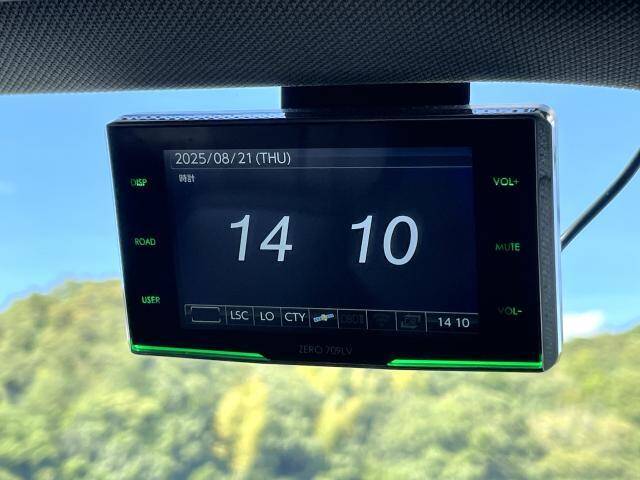 2025/08/21 (THU)
時計
DISP
VOL+
14 10
ROAD
MUTE
USER
VOL-
LSC LO CTY OBDII 14 10
ZERO 709LV